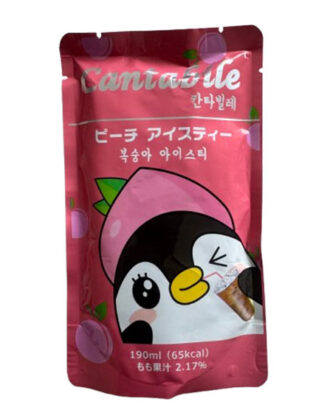 Cantabile
칸타빌레
ピーチ アイスティー
복숭아 아이스티
190ml (65kcal)
もも果汁 2.17%